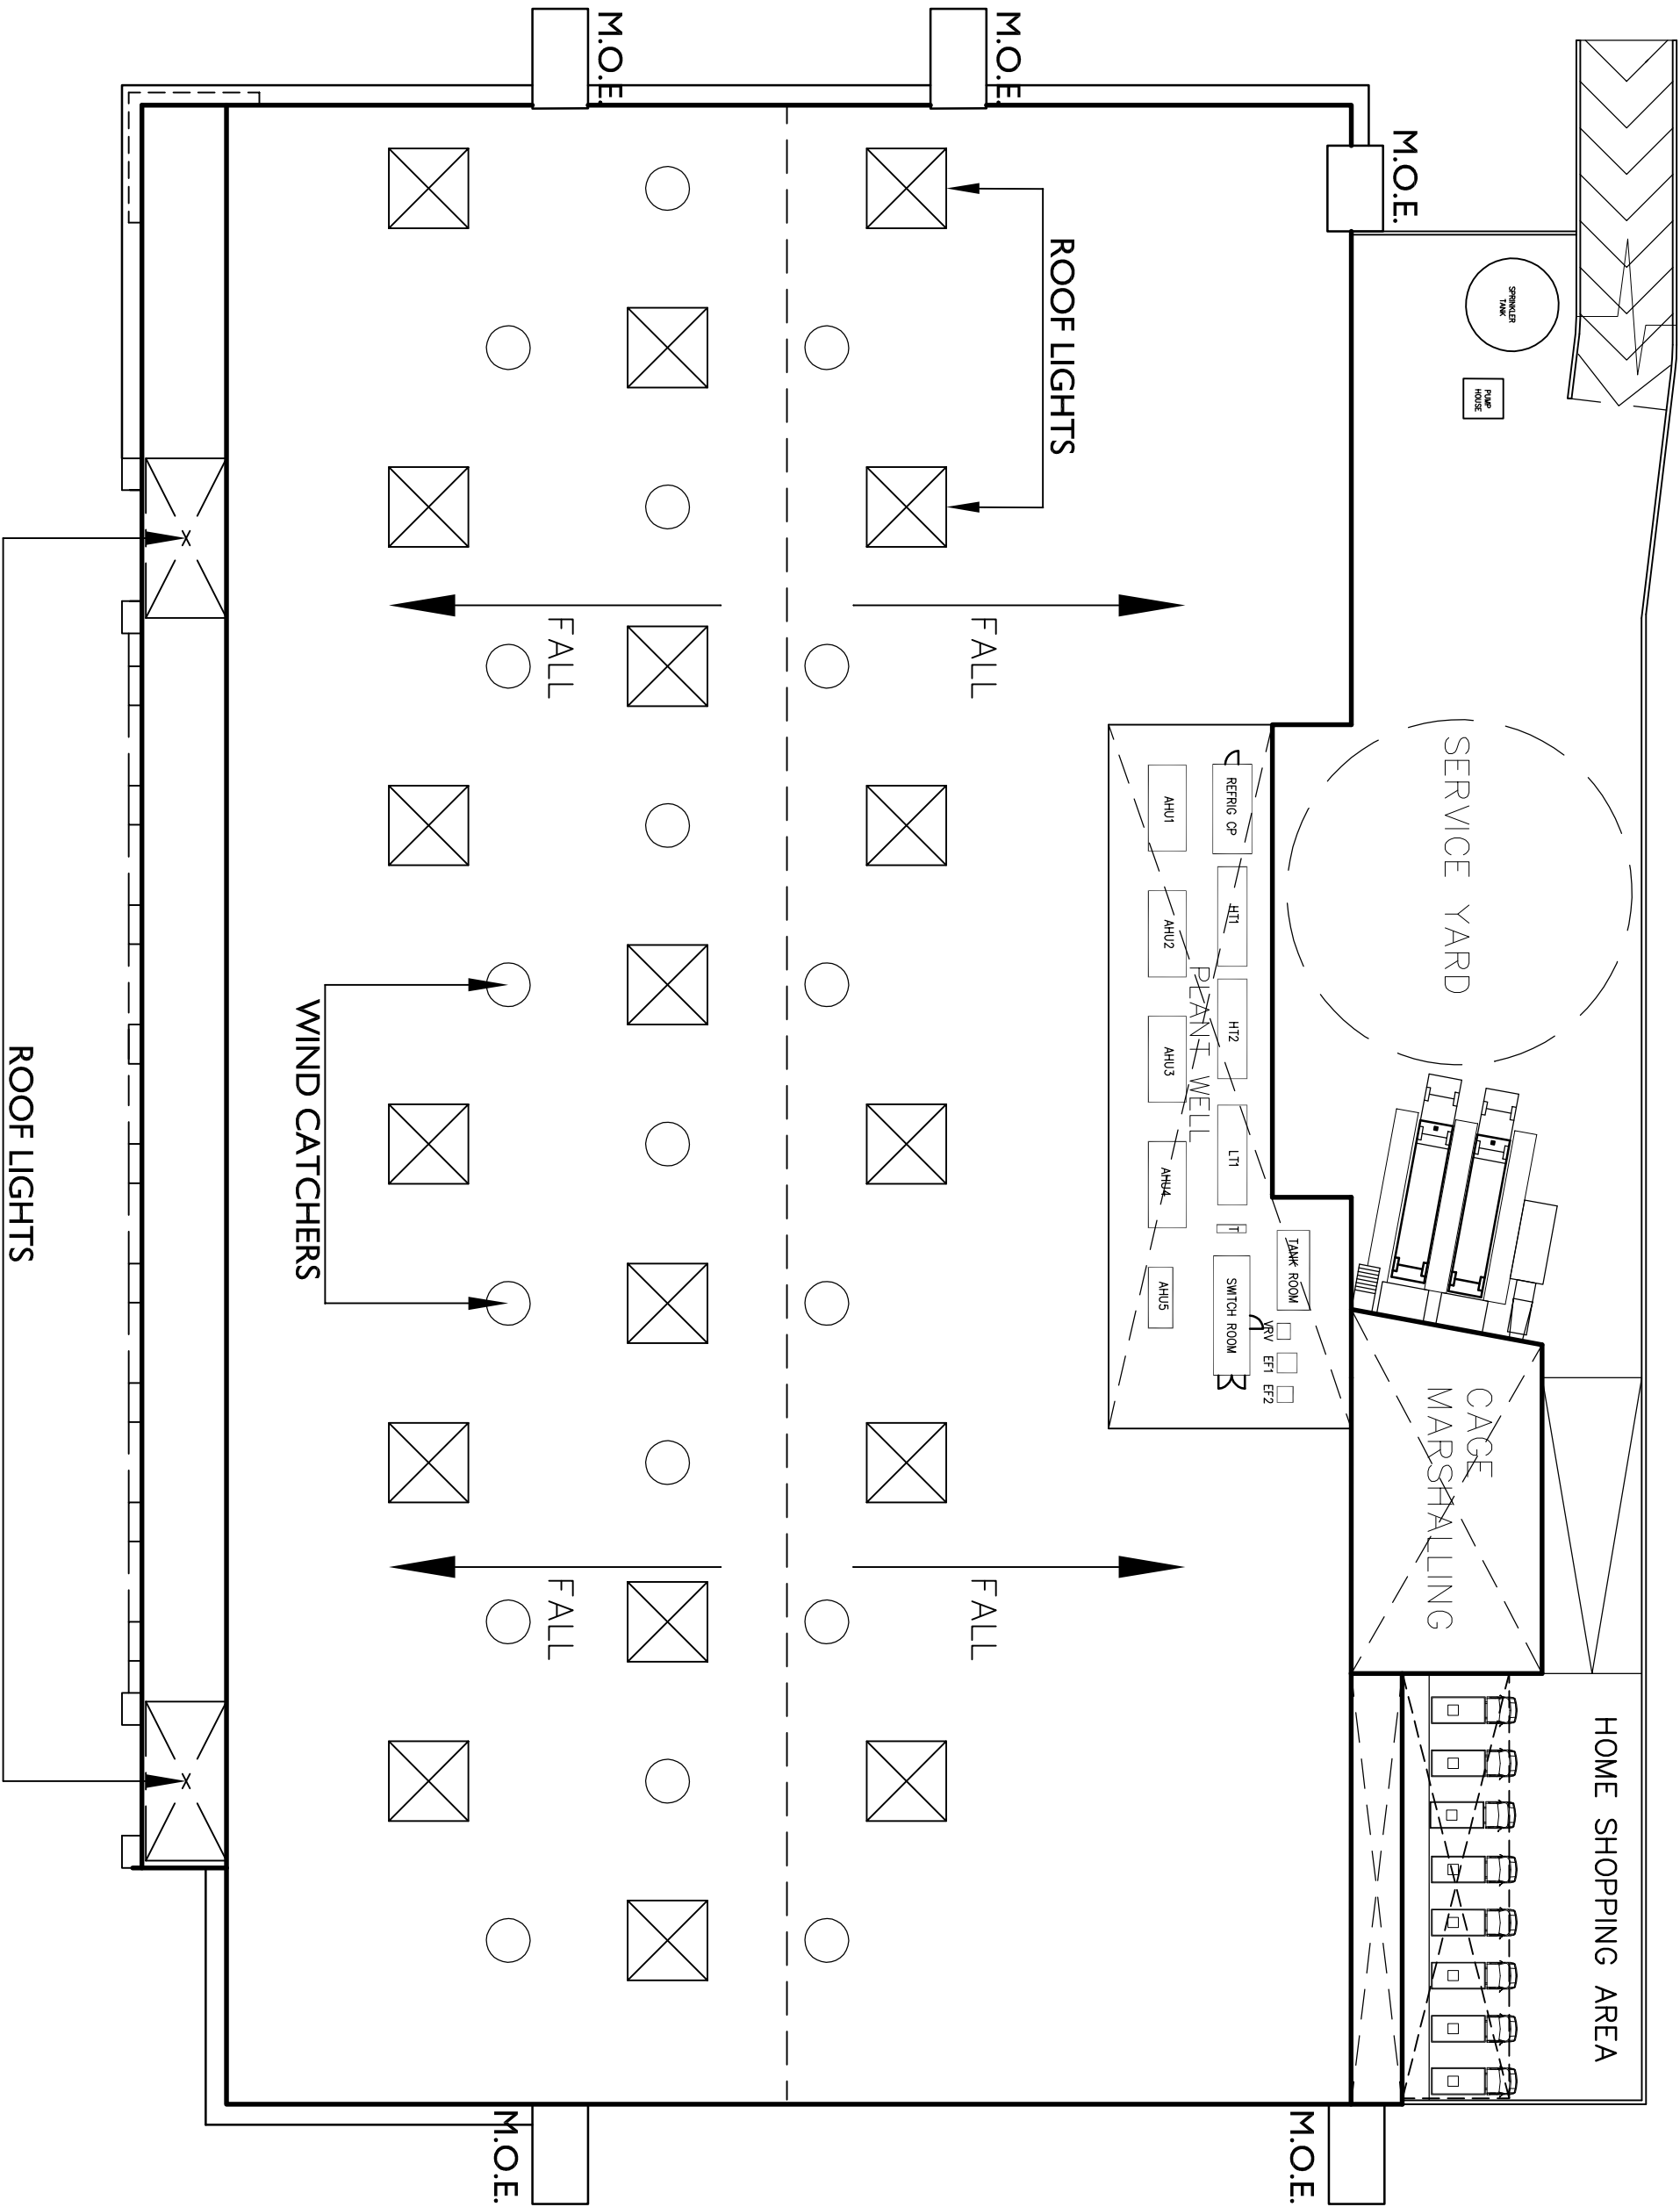 M.O.E.
M.O.E.
M.O.E.
SPRINKLER
TANK
PUMP
HOUSE
ROOF LIGHTS
FALL
FALL
SERVICE YARD
REFRIG CP
HT1
HT2
LT1
T
AHU1
AHU2
AHU3
AHU4
AHU5
PLANT WELL
TANK ROOM
SWITCH ROOM
VRV
EF1
EF2
WIND CATCHERS
ROOF LIGHTS
CAGE
MARSHALLING
FALL
FALL
HOME SHOPPING AREA
M.O.E.
M.O.E.